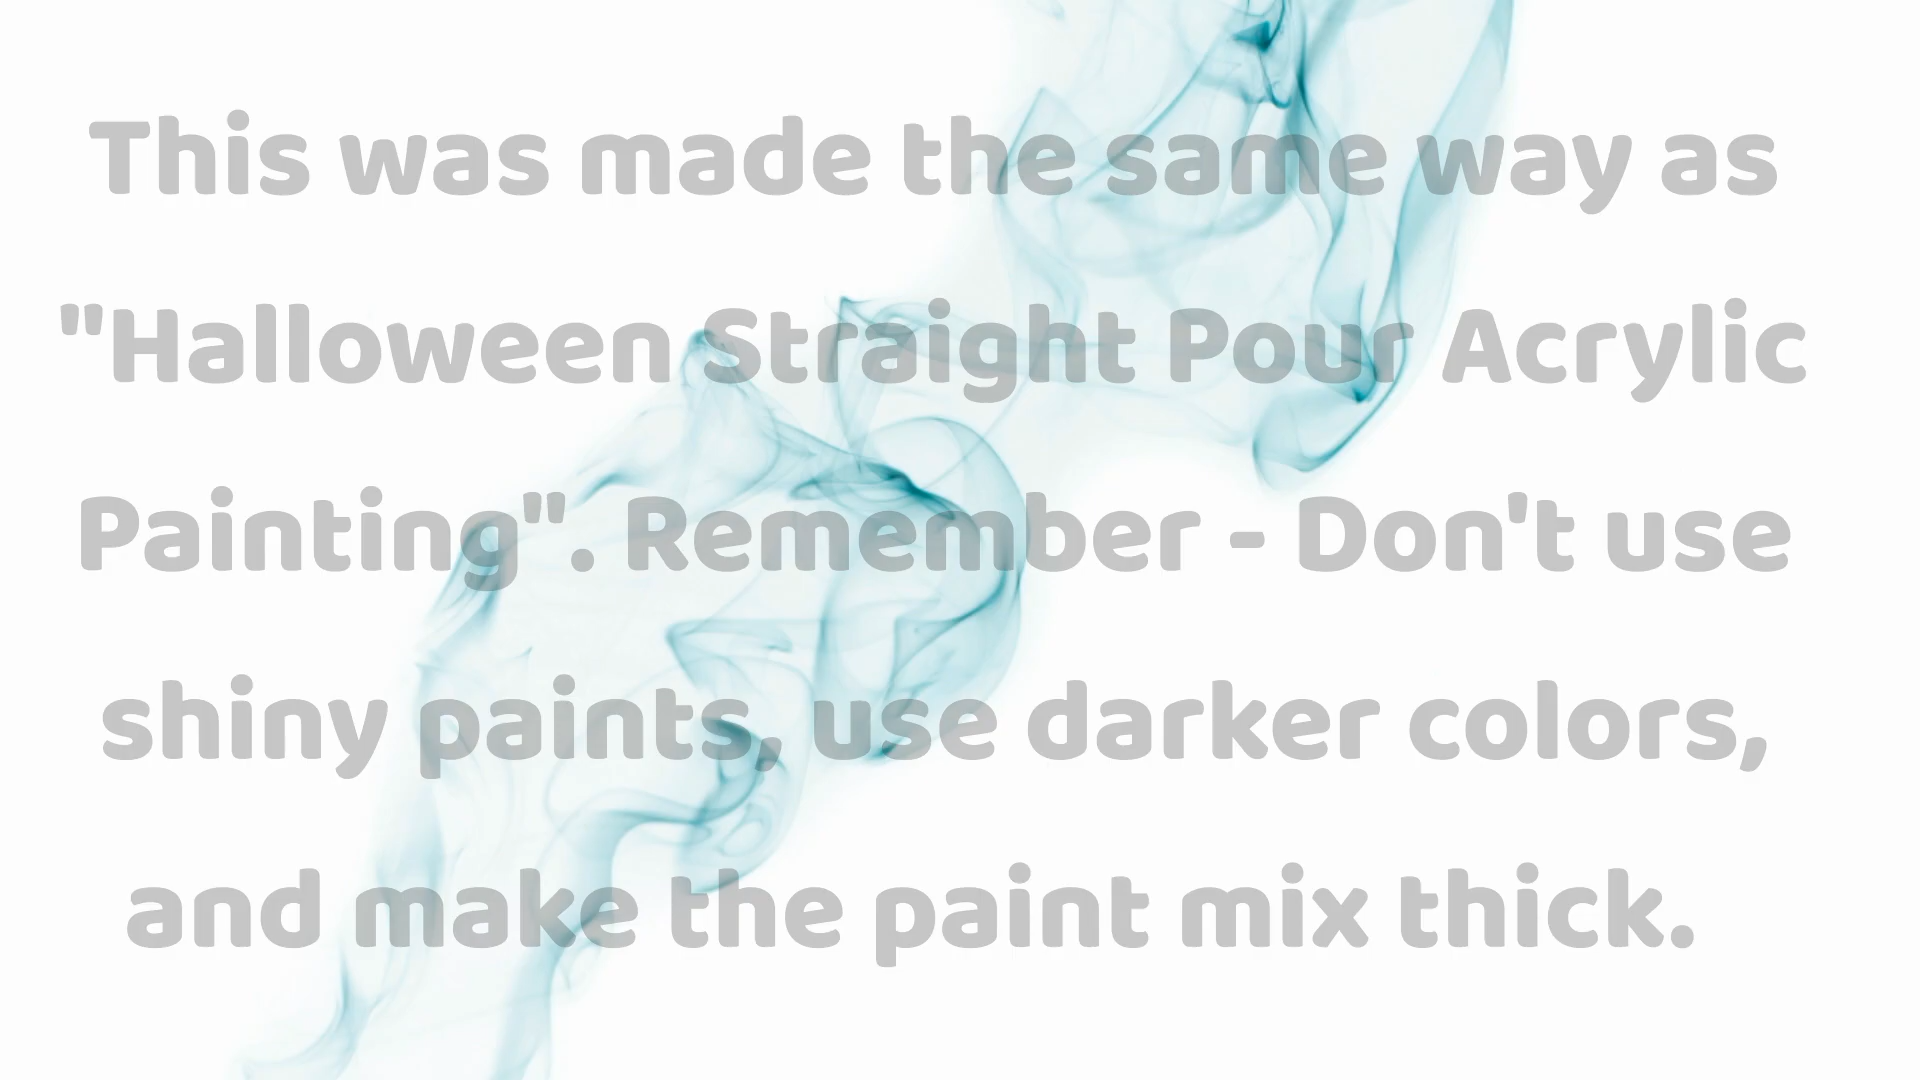 This was made the same way as
"Halloween Straight Pour Acrylic
Painting". Remember - Don't use
shiny paints, use darker colors,
and make the paint mix thick.